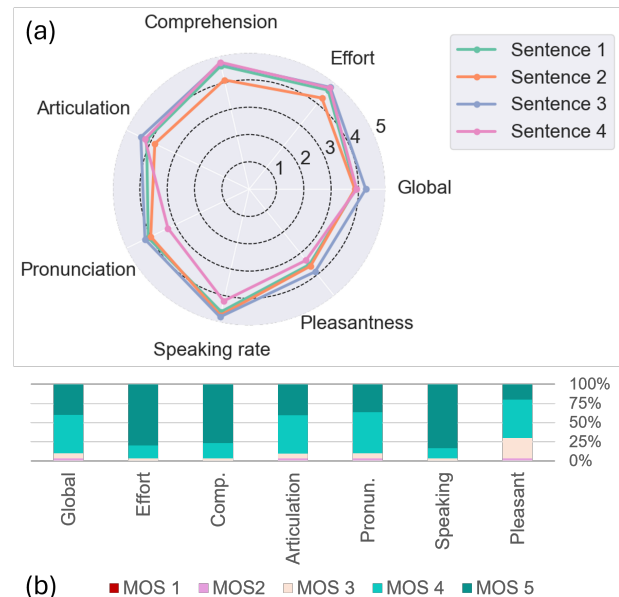 (a)
Comprehension
Effort
Articulation
1
2
3
4
5
Global
Pronunciation
Pleasantness
Speaking rate
Sentence 1
Sentence 2
Sentence 3
Sentence 4
100%
75%
50%
25%
0%
Global
Effort
Comp.
Articulation
Pronun.
Speaking
Pleasant
(b)
MOS 1
MOS2
MOS 3
MOS 4
MOS 5